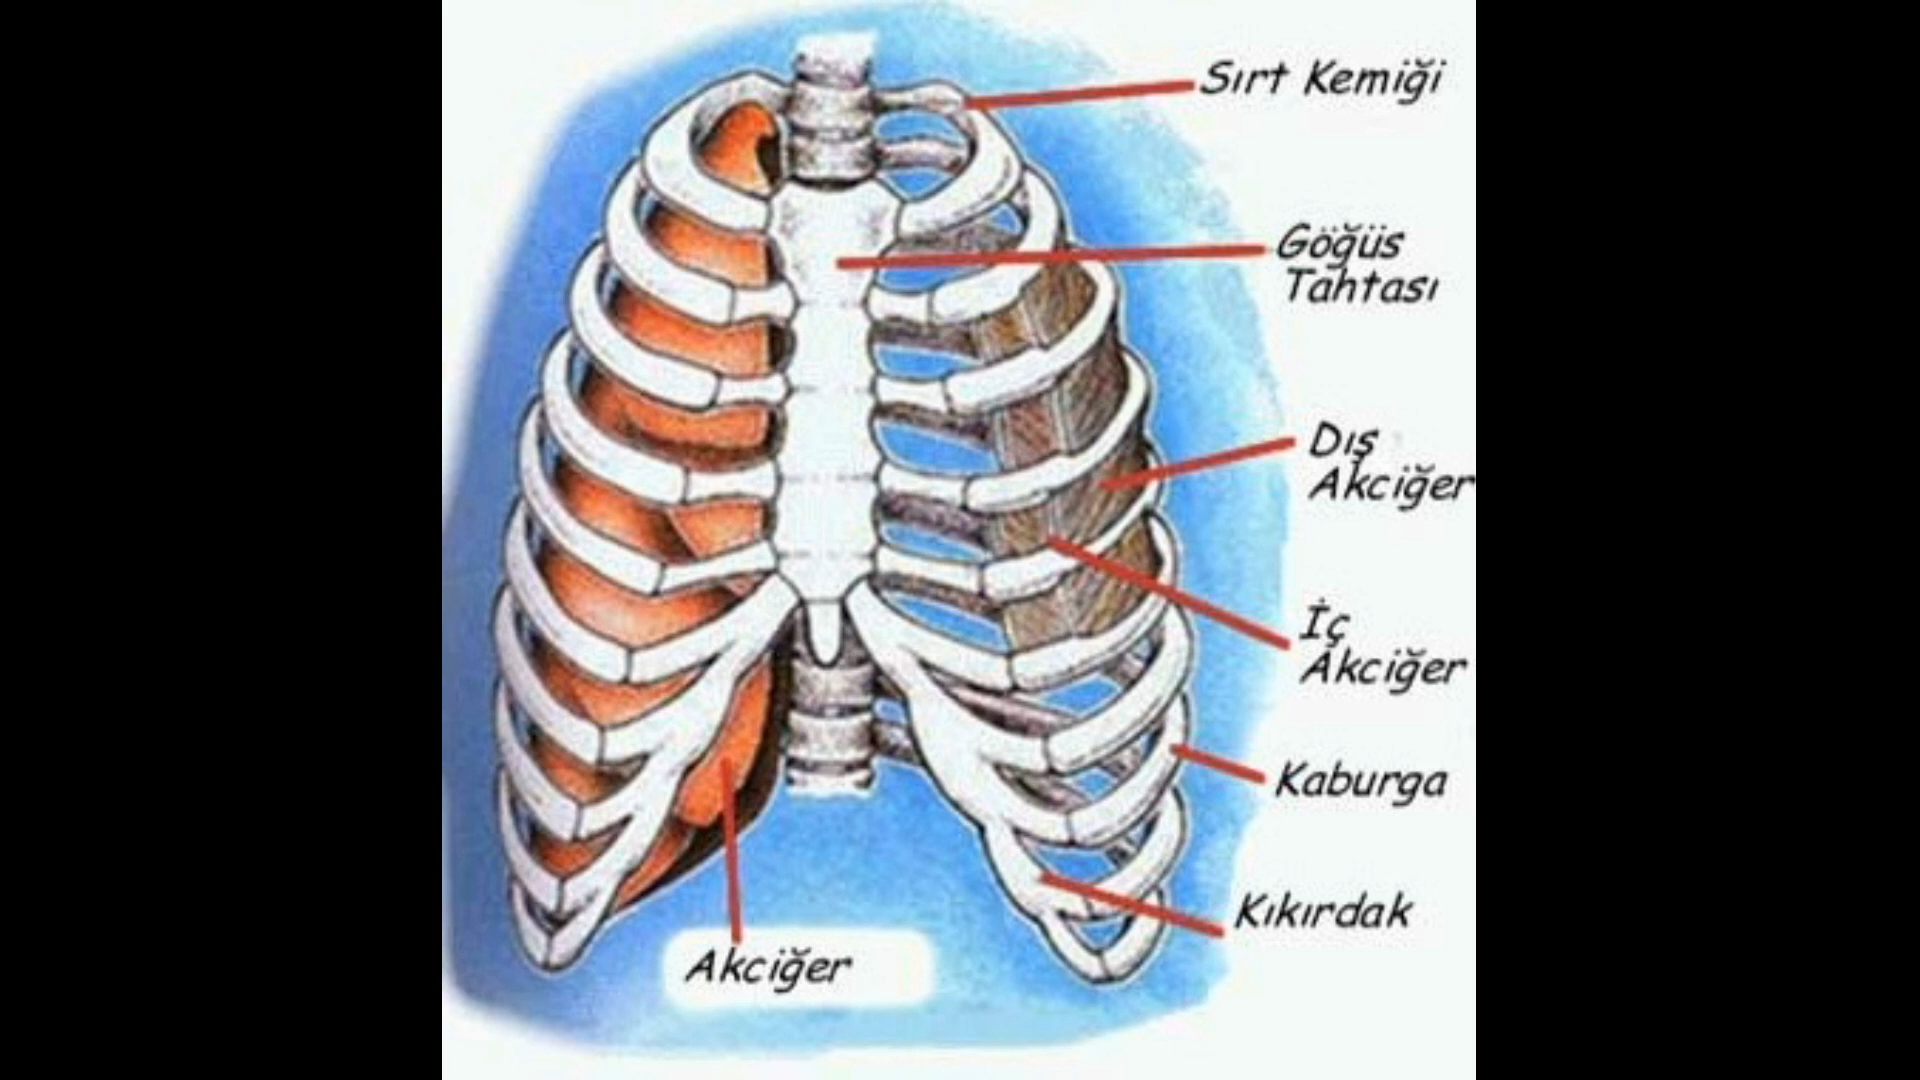 Sırt Kemiği
Göğüs
Tahtası
Dış
Akciğer
İç
Akciğer
Kaburga
Kıkırdak
Akciğer